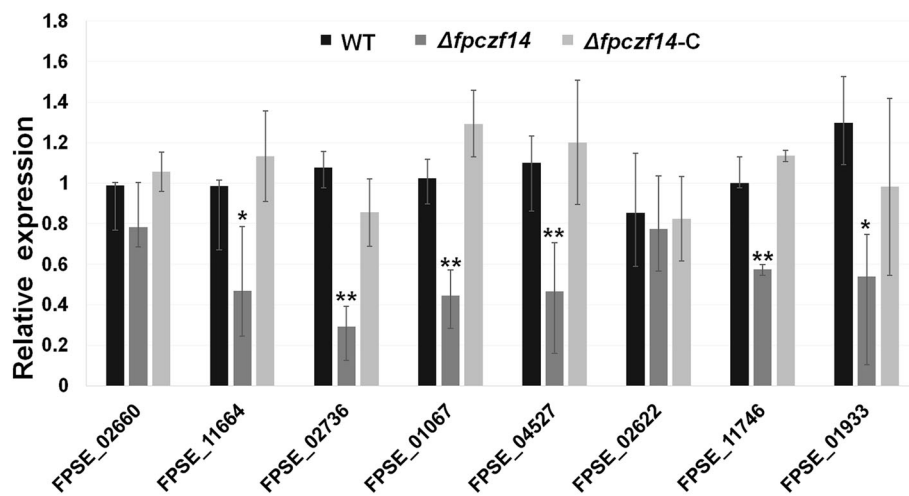 1.8
WT Δfpczf14 Δfpczf14-C
1.6
1.4
1.2
1
0.8
0.6
0.4
0.2
0
Relative expression
* ** ** ** ** *
FPSE_02660 FPSE_11664 FPSE_02736 FPSE_01067 FPSE_04527 FPSE_02622 FPSE_11746 FPSE_01933